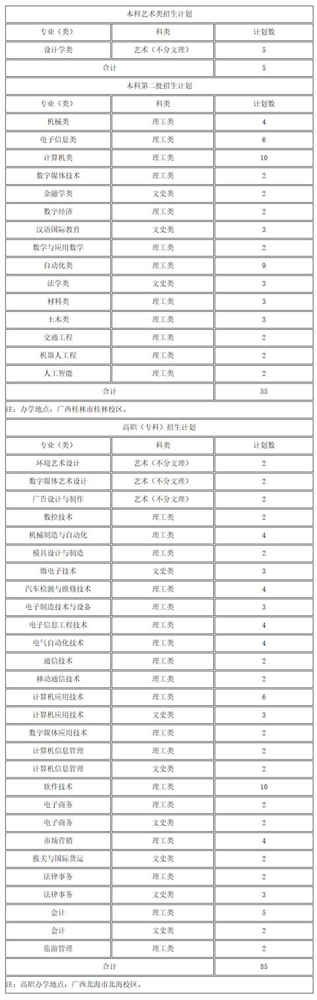 本科艺术类招生计划
专业（类） 科类 计划数
设计学类 艺术（不分文理） 5
合计 5
本科第二批招生计划
专业（类） 科类 计划数
机械类 理工类 4
电子信息类 理工类 6
计算机类 理工类 10
数字媒体技术 理工类 2
金融学类 文史类 2
数字经济 理工类 2
汉语国际教育 文史类 3
数学与应用数学 理工类 2
自动化类 理工类 9
法学类 文史类 3
材料类 理工类 3
土木类 理工类 3
交通工程 理工类 2
机器人工程 理工类 2
人工智能 理工类 2
合计 55
注：办学地点：广西桂林市桂林校区。
高职（专科）招生计划
专业（类） 科类 计划数
环境艺术设计 艺术（不分文理） 2
数字媒体艺术设计 艺术（不分文理） 2
广告设计与制作 艺术（不分文理） 2
数控技术 理工类 2
机械制造与自动化 理工类 4
模具设计与制造 理工类 2
微电子技术 文史类 3
汽车检测与维修技术 理工类 4
电子制造技术与设备 理工类 3
电子信息工程技术 理工类 4
电气自动化技术 理工类 4
通信技术 理工类 2
移动通信技术 理工类 2
计算机应用技术 理工类 6
计算机应用技术 文史类 3
数字媒体应用技术 理工类 2
计算机信息管理 理工类 2
计算机信息管理 文史类 2
软件技术 理工类 10
电子商务 理工类 2
电子商务 文史类 2
市场营销 理工类 4
报关与国际货运 文史类 2
法律事务 理工类 2
法律事务 文史类 3
会计 理工类 5
会计 文史类 2
旅游管理 理工类 2
合计 85
注：高职办学地点：广西北海市北海校区。